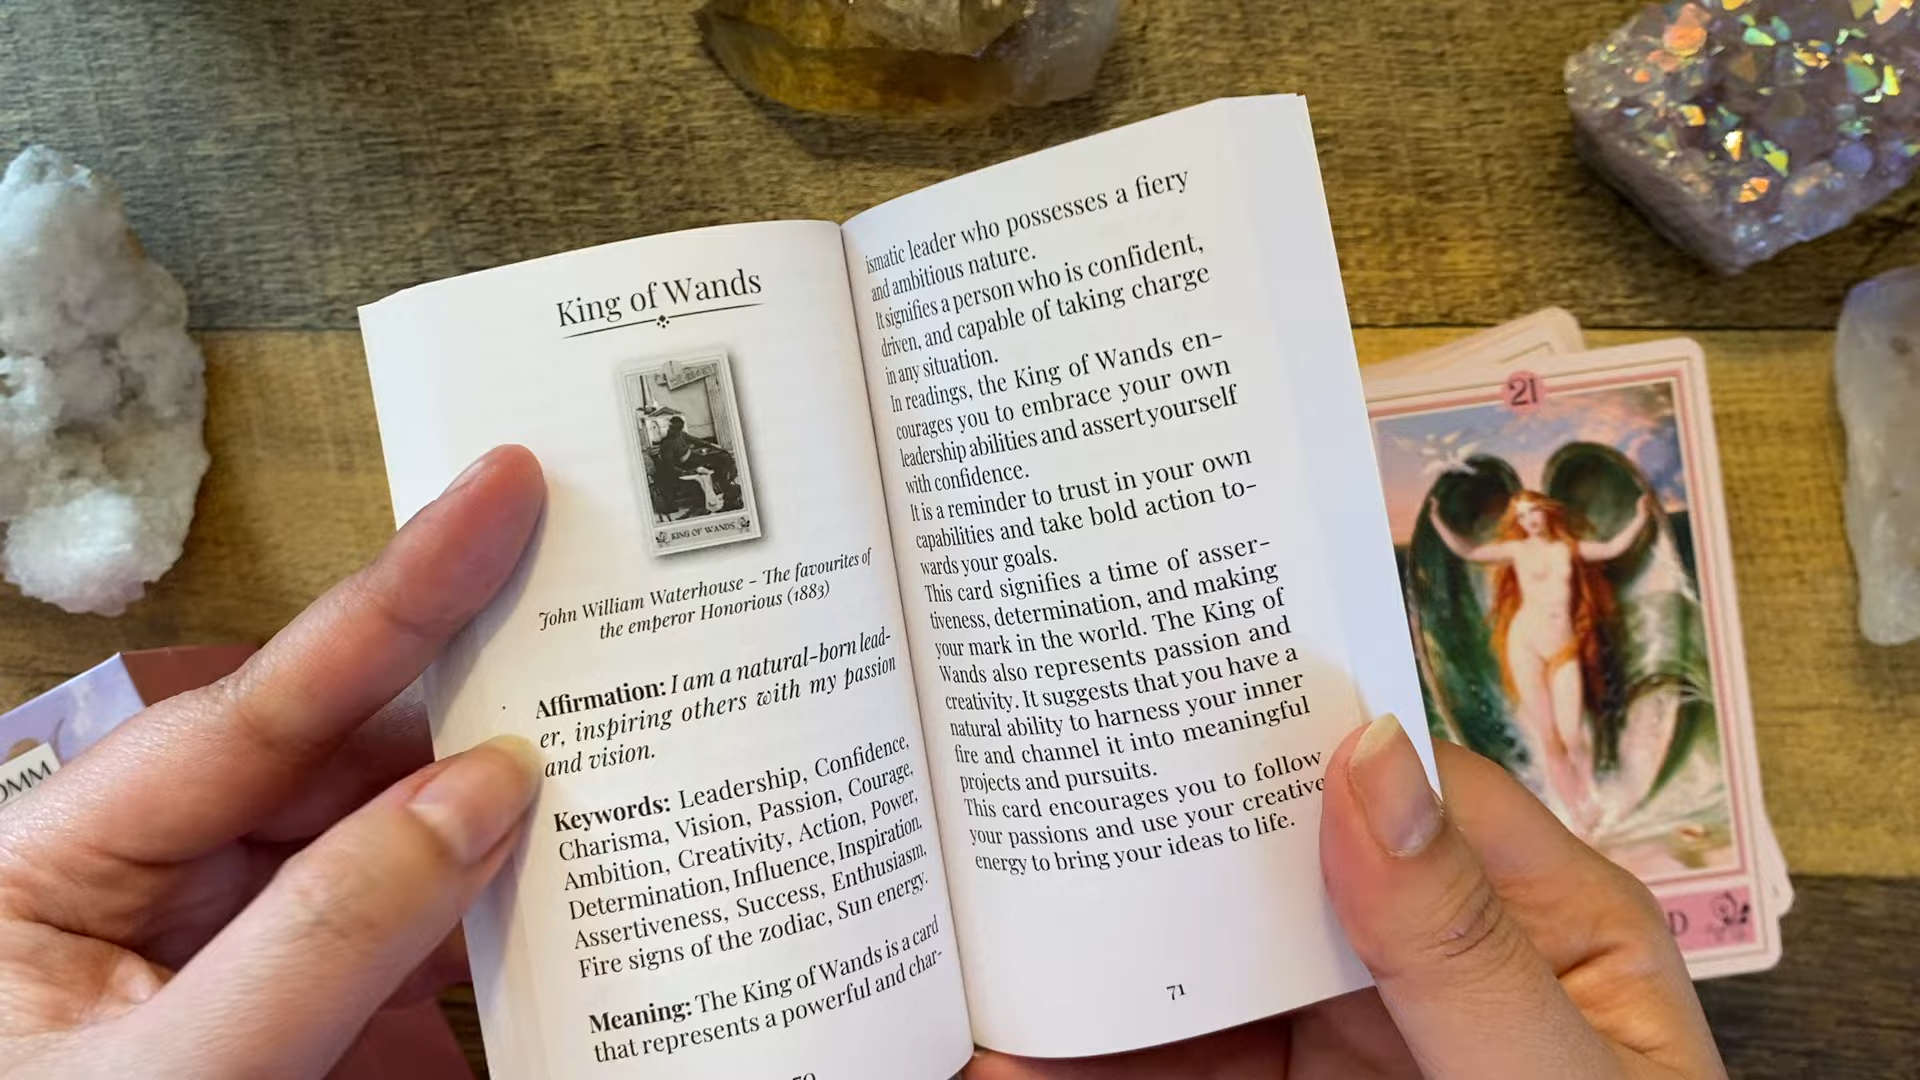 King of Wands
KING OF WANDS
John William Waterhouse – The favourites of
the emperor Honorious (1883)
Affirmation: I am a natural-born lead-
er, inspiring others with my passion
and vision.
Keywords: Leadership, Confidence,
Charisma, Vision, Passion, Courage,
Ambition, Creativity, Action, Power,
Determination, Influence, Inspiration,
Assertiveness, Success, Enthusiasm,
Fire signs of the zodiac, Sun energy.
Meaning: The King of Wands is a card
that represents a powerful and char-
ismatic leader who possesses a fiery
and ambitious nature.
It signifies a person who is confident,
driven, and capable of taking charge
in any situation.
In readings, the King of Wands en-
courages you to embrace your own
leadership abilities and assert yourself
with confidence.
It is a reminder to trust in your own
capabilities and take bold action to-
wards your goals.
This card signifies a time of asser-
tiveness, determination, and making
your mark in the world. The King of
Wands also represents passion and
creativity. It suggests that you have a
natural ability to harness your inner
fire and channel it into meaningful
projects and pursuits.
This card encourages you to follow
your passions and use your creative
energy to bring your ideas to life.
71
21